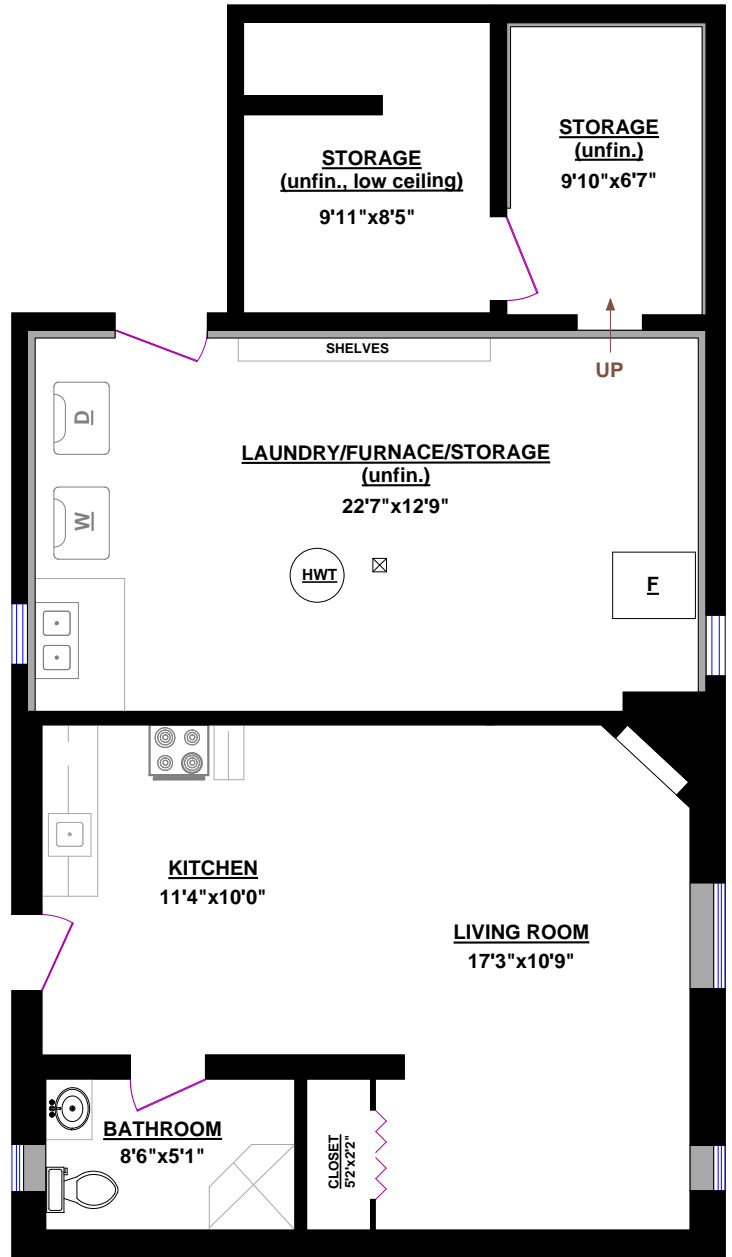 STORAGE
(unfin.)
9'10"x6'7"
STORAGE
(unfin., low ceiling)
9'11"x8'5"
SHELVES
UP
D
LAUNDRY/FURNACE/STORAGE
(unfin.)
22'7"x12'9"
W
HWT
F
KITCHEN
11'4"x10'0"
LIVING ROOM
17'3"x10'9"
BATHROOM
8'6"x5'1"
CLOSET
5'2'x2'2"